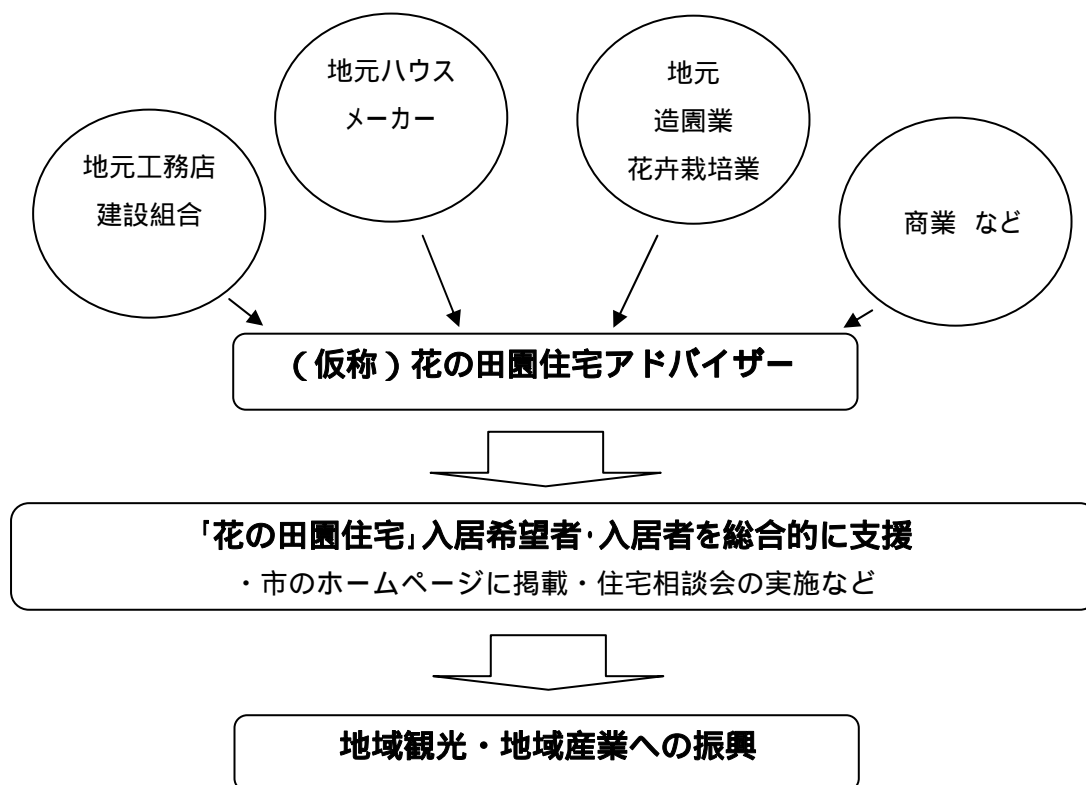 地元工務店
建設組合
地元ハウス
メーカー
地元
造園業
花卉栽培業
商業 など
（仮称）花の田園住宅アドバイザー
｢花の田園住宅｣入居希望者･入居者を総合的に支援
・市のホームページに掲載・住宅相談会の実施など
地域観光・地域産業への振興